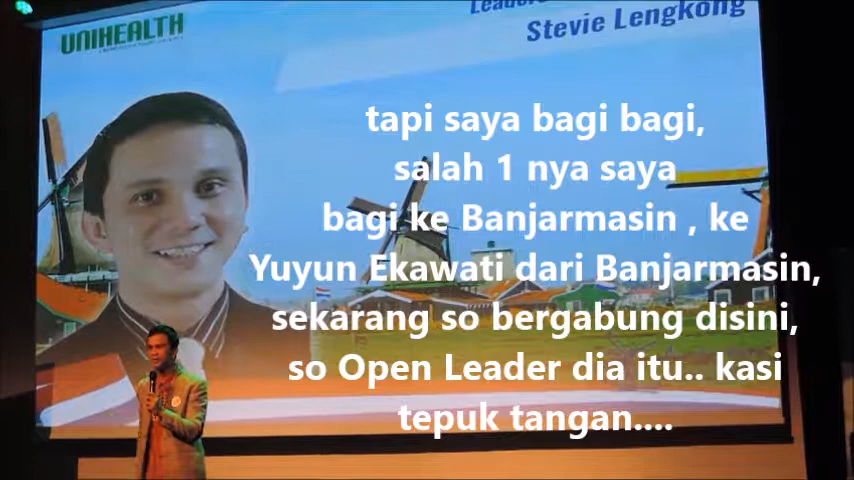 UNIHEALTH
Stevie Lengkong
tapi saya bagi bagi,
salah 1 nya saya
bagi ke Banjarmasin , ke
Yuyun Ekawati dari Banjarmasin,
sekarang so bergabung disini,
so Open Leader dia itu.. kasi
tepuk tangan....